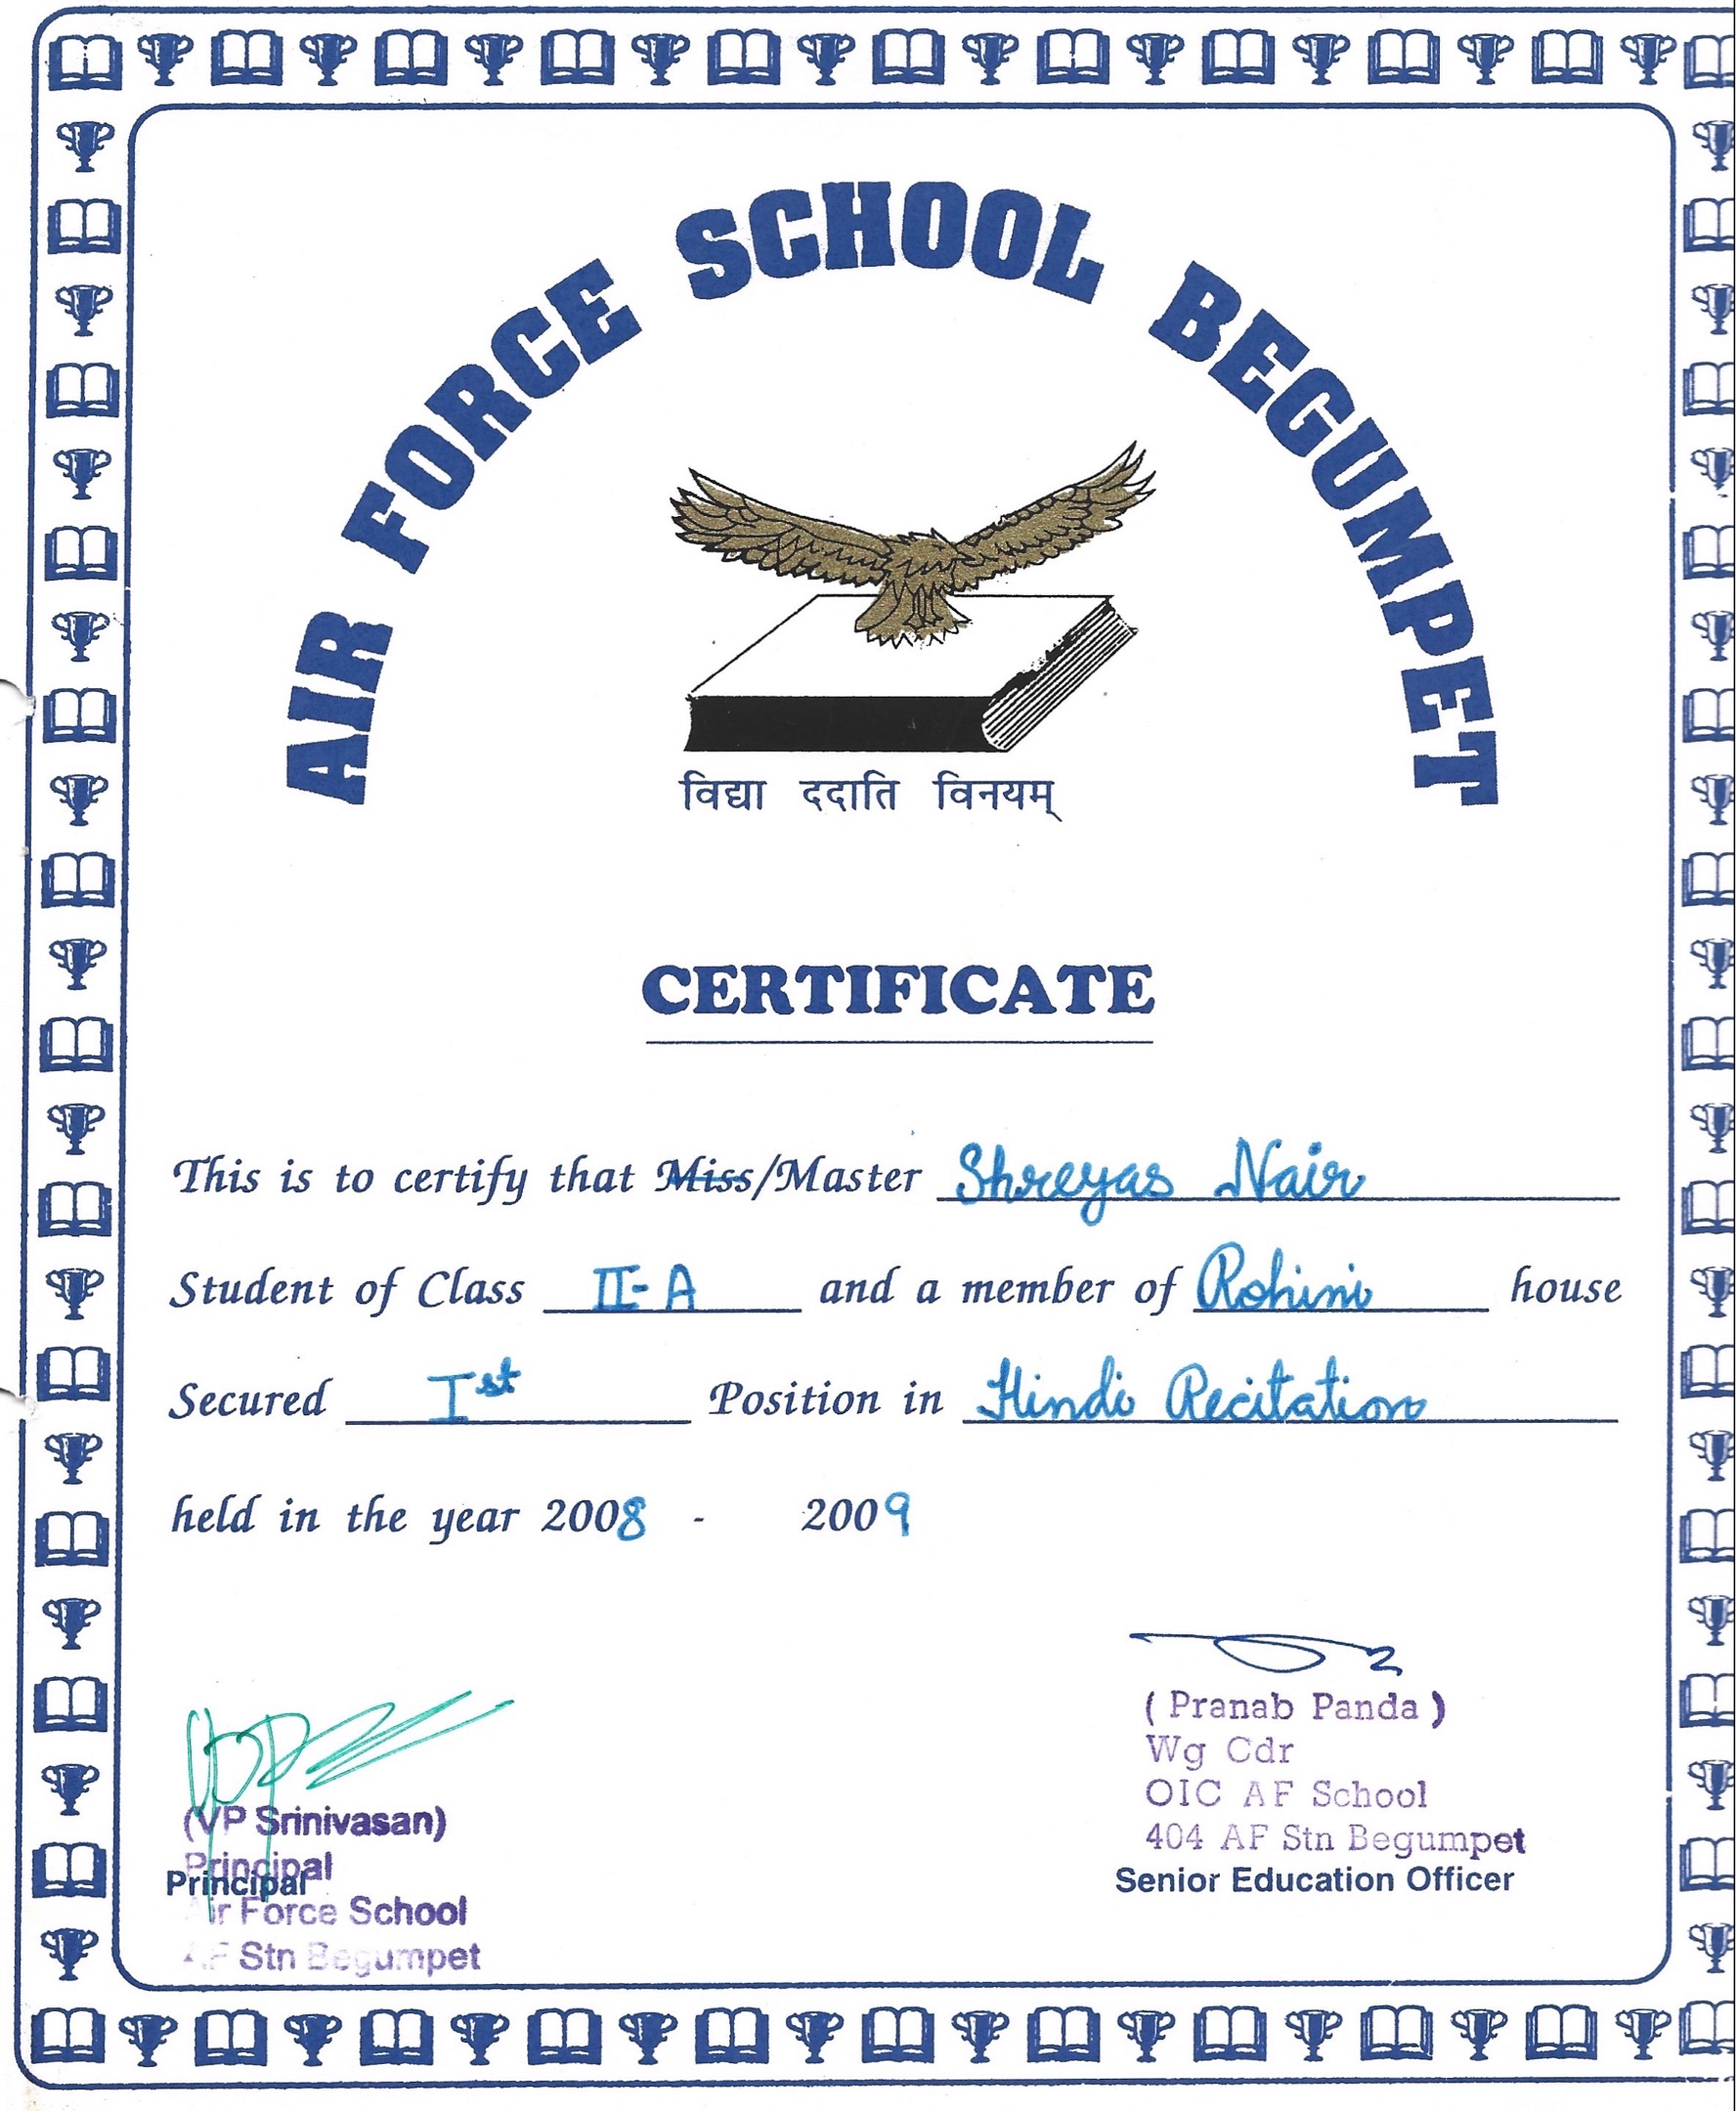 AIR FORCE SCHOOL BEGUMPET
विद्या ददाति विनयम्
CERTIFICATE
This is to certify that Miss/Master Shreyas Nair
Student of Class II-A and a member of Rohini house
Secured Ist Position in Hindi Recitation
held in the year 2008 - 2009
(VP Srinivasan)
Principal
Principal
Air Force School
AF Stn Begumpet
( Pranab Panda )
Wg Cdr
OIC AF School
404 AF Stn Begumpet
Senior Education Officer